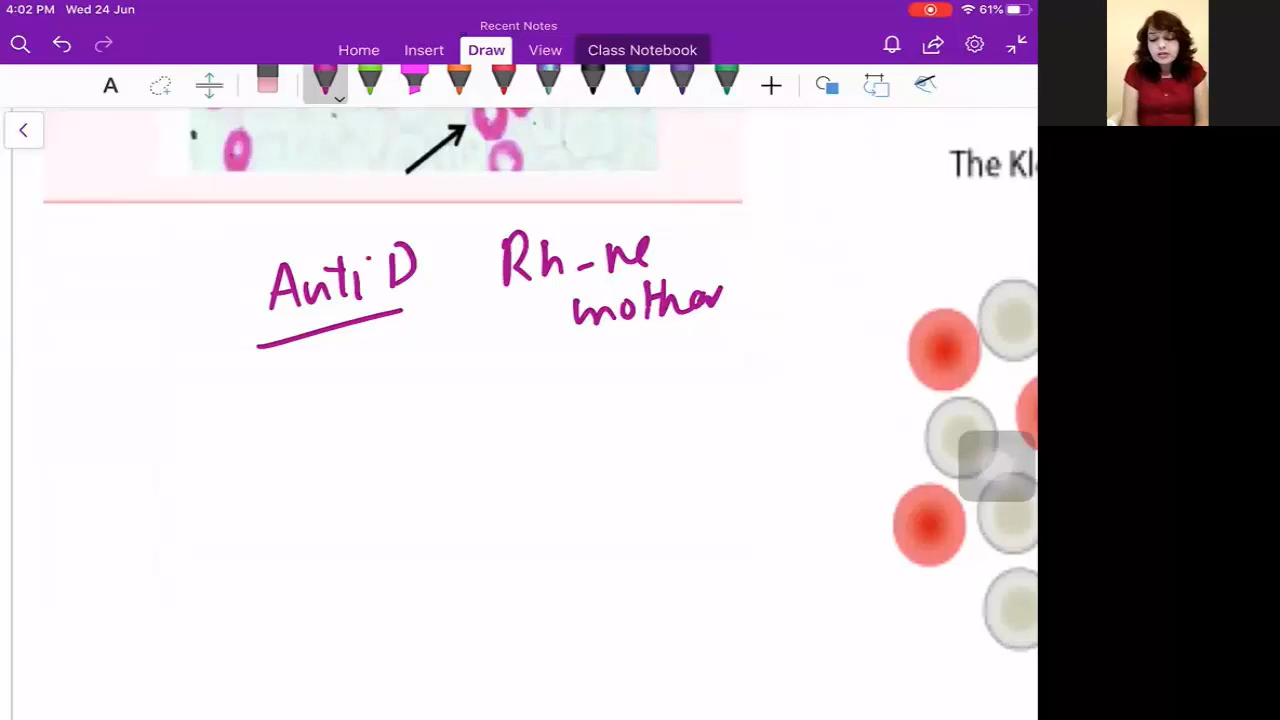 4:02 PM Wed 24 Jun
61%
Recent Notes
Home Insert Draw View Class Notebook
A
The Kl
Anti D Rh -ne
mother